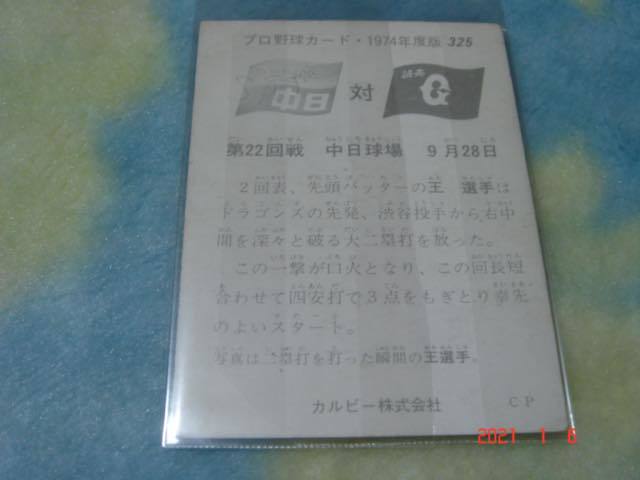 プロ野球カード・1974年度版 325
中日 対 読売 G
第22回戦 中日球場 9月28日
2回表、先頭バッターの王 選手は
ドラゴンズの先発、渋谷投手から右中
間を深々と破る大二塁打を放った。
この一撃が口火となり、この回長短
合わせて四安打で3点をもぎとり幸先
のよいスタート。
写真は二塁打を打った瞬間の王選手。
カルビー株式会社 CP
2021 1 6